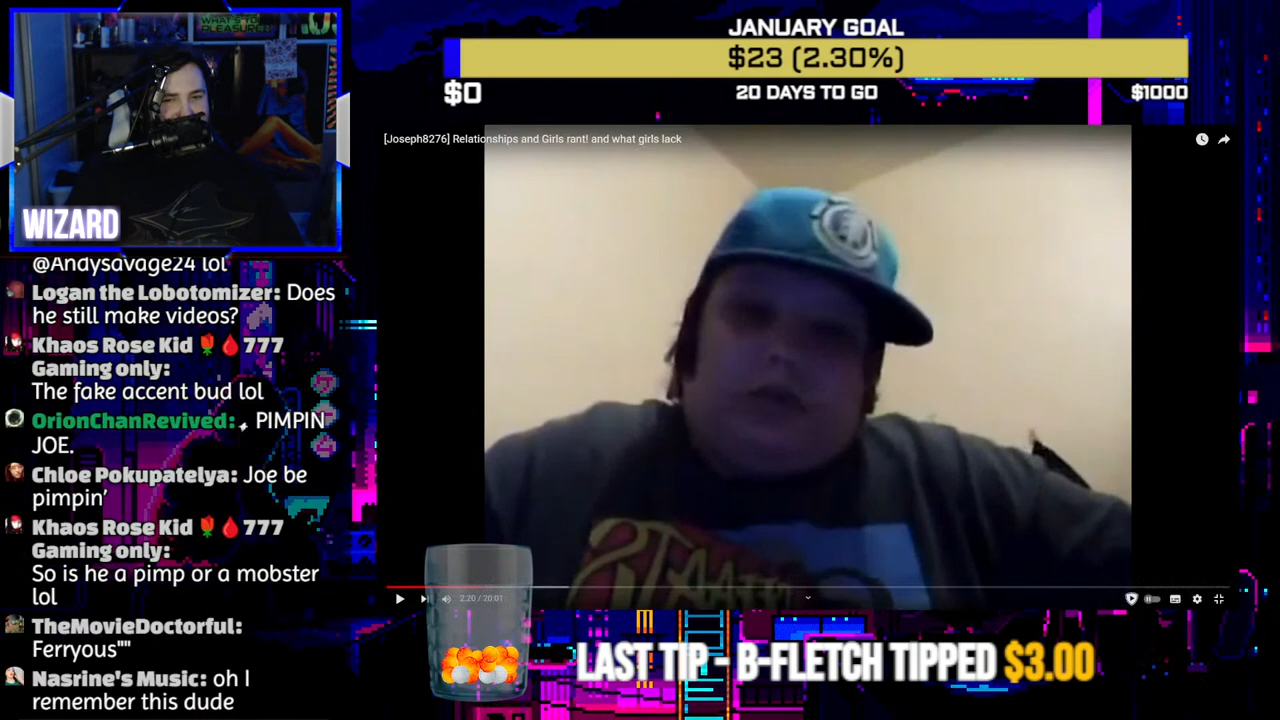 WHAT'S YO
PLEASURE?
WIZARD
JANUARY GOAL
$23 (2.30%)
$0
20 DAYS TO GO
$1000
[Joseph8276] Relationships and Girls rant! and what girls lack
@Andysavage24 lol
Logan the Lobotomizer: Does
he still make videos?
Khaos Rose Kid 🌹🩸777
Gaming only:
The fake accent bud lol
OrionChanRevived: PIMPIN
JOE.
Chloe Pokupatelya: Joe be
pimpin'
Khaos Rose Kid 🌹🩸777
Gaming only:
So is he a pimp or a mobster
lol
TheMovieDoctorful:
Ferryous""
Nasrine's Music: oh I
remember this dude
2:20 / 20:01
LAST TIP - B-FLETCH TIPPED $3.00